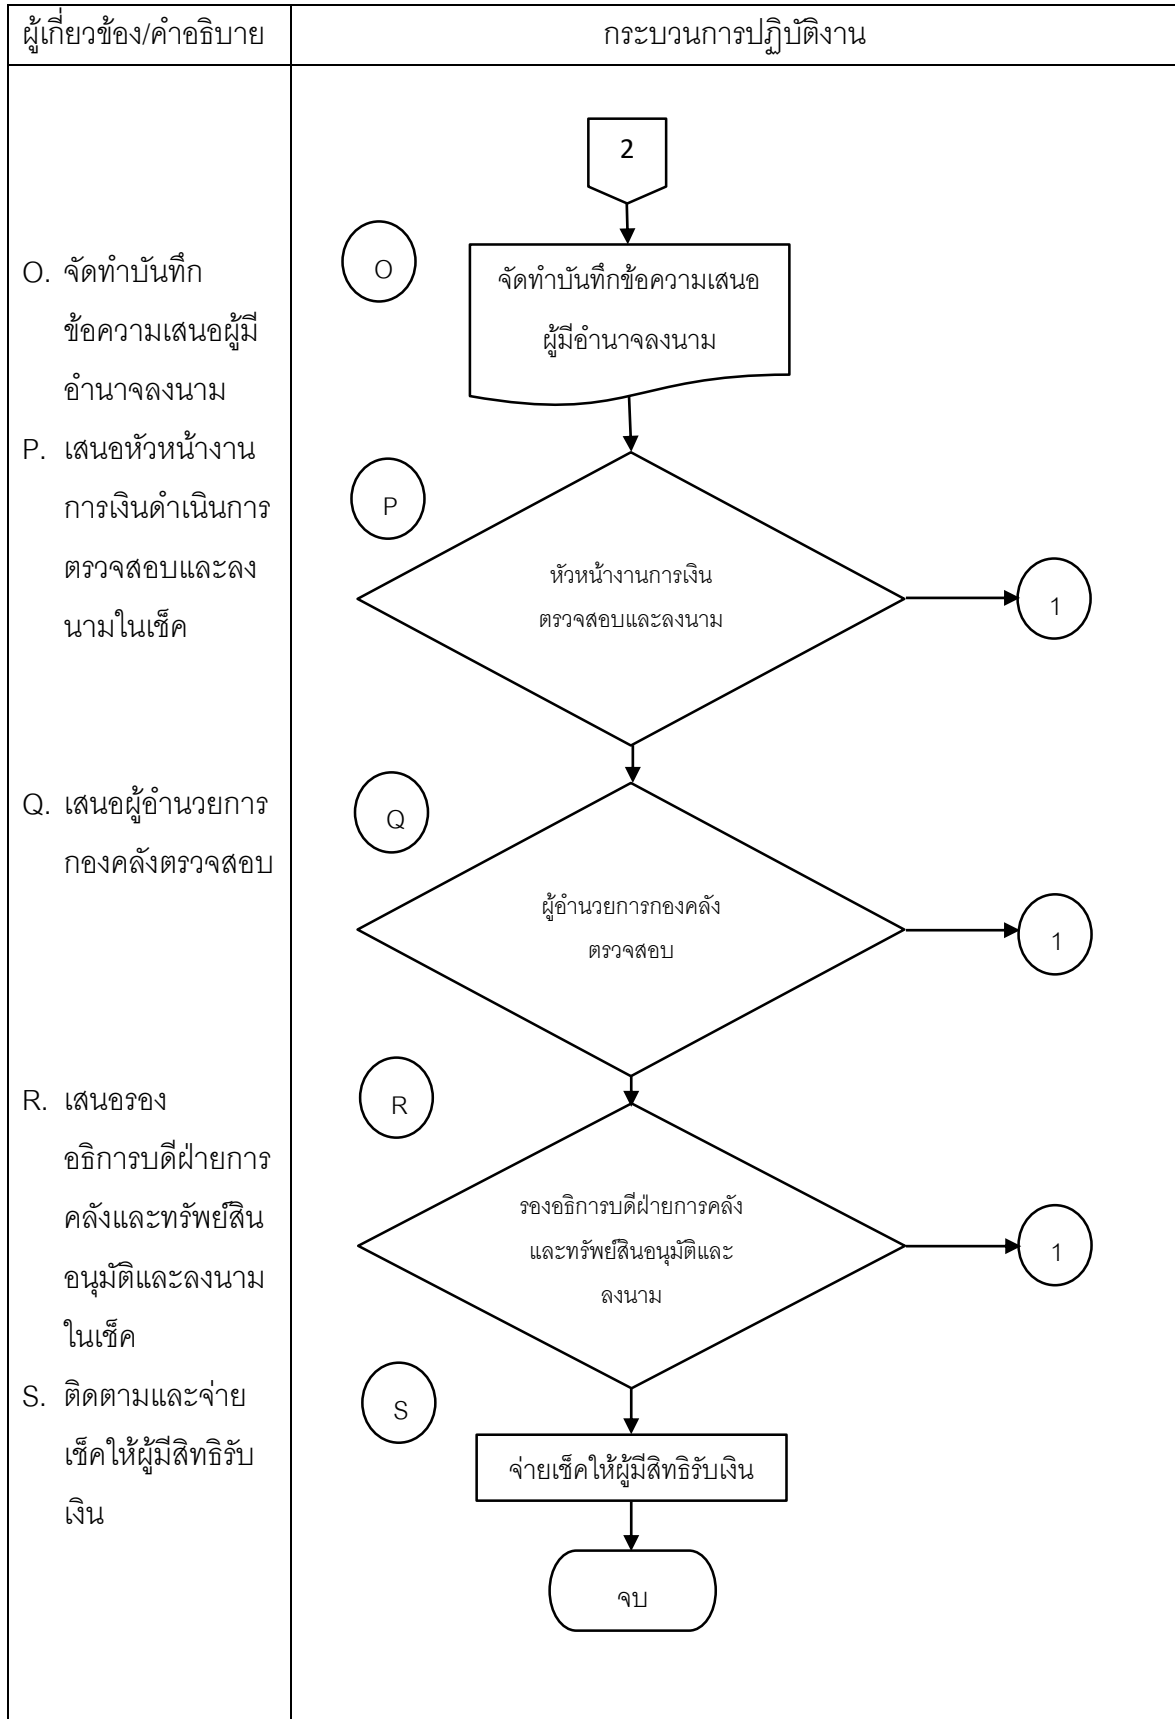 ผู้เกี่ยวข้อง/คำอธิบาย
กระบวนการปฏิบัติงาน
O. จัดทำบันทึก
ข้อความเสนอผู้มี
อำนาจลงนาม
P. เสนอหัวหน้างาน
การเงินดำเนินการ
ตรวจสอบและลง
นามในเช็ค
Q. เสนอผู้อำนวยการ
กองคลังตรวจสอบ
R. เสนอรอง
อธิการบดีฝ่ายการ
คลังและทรัพย์สิน
อนุมัติและลงนาม
ในเช็ค
S. ติดตามและจ่าย
เช็คให้ผู้มีสิทธิรับ
เงิน
2
O
จัดทำบันทึกข้อความเสนอ
ผู้มีอำนาจลงนาม
P
หัวหน้างานการเงิน
ตรวจสอบและลงนาม
1
Q
ผู้อำนวยการกองคลัง
ตรวจสอบ
1
R
รองอธิการบดีฝ่ายการคลัง
และทรัพย์สินอนุมัติและ
ลงนาม
1
S
จ่ายเช็คให้ผู้มีสิทธิรับเงิน
จบ